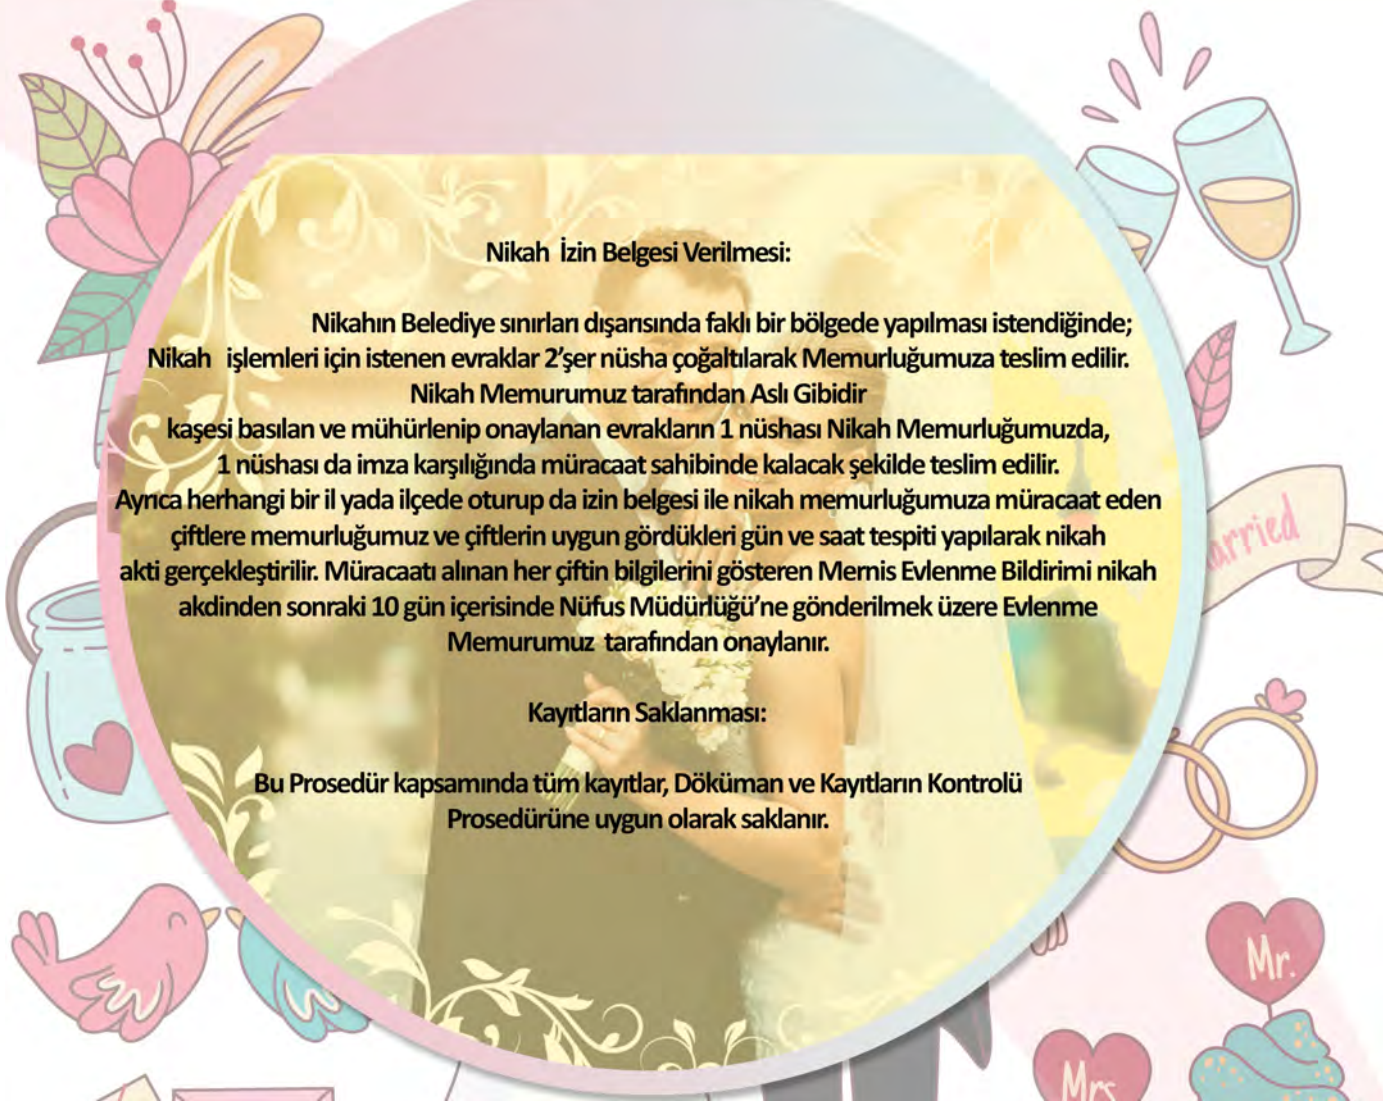 Nikah İzin Belgesi Verilmesi:
Nikahın Belediye sınırları dışarısında faklı bir bölgede yapılması istendiğinde;
Nikah işlemleri için istenen evraklar 2'şer nüsha çoğaltılarak Memurluğumuza teslim edilir.
Nikah Memurumuz tarafından Aslı Gibidir
kaşesi basılan ve mühürlenip onaylanan evrakların 1 nüshası Nikah Memurluğumuzda,
1 nüshası da imza karşılığında müracaat sahibinde kalacak şekilde teslim edilir.
Ayrıca herhangi bir il yada ilçede oturup da izin belgesi ile nikah memurluğumuza müracaat eden
çiftlere memurluğumuz ve çiftlerin uygun gördükleri gün ve saat tespiti yapılarak nikah
akti gerçekleştirilir. Müracaatı alınan her çiftin bilgilerini gösteren Mernis Evlenme Bildirimi nikah
akdinden sonraki 10 gün içerisinde Nüfus Müdürlüğü'ne gönderilmek üzere Evlenme
Memurumuz tarafından onaylanır.
Kayıtların Saklanması:
Bu Prosedür kapsamında tüm kayıtlar, Döküman ve Kayıtların Kontrolü
Prosedürüne uygun olarak saklanır.
arried
Mr.
Mrs